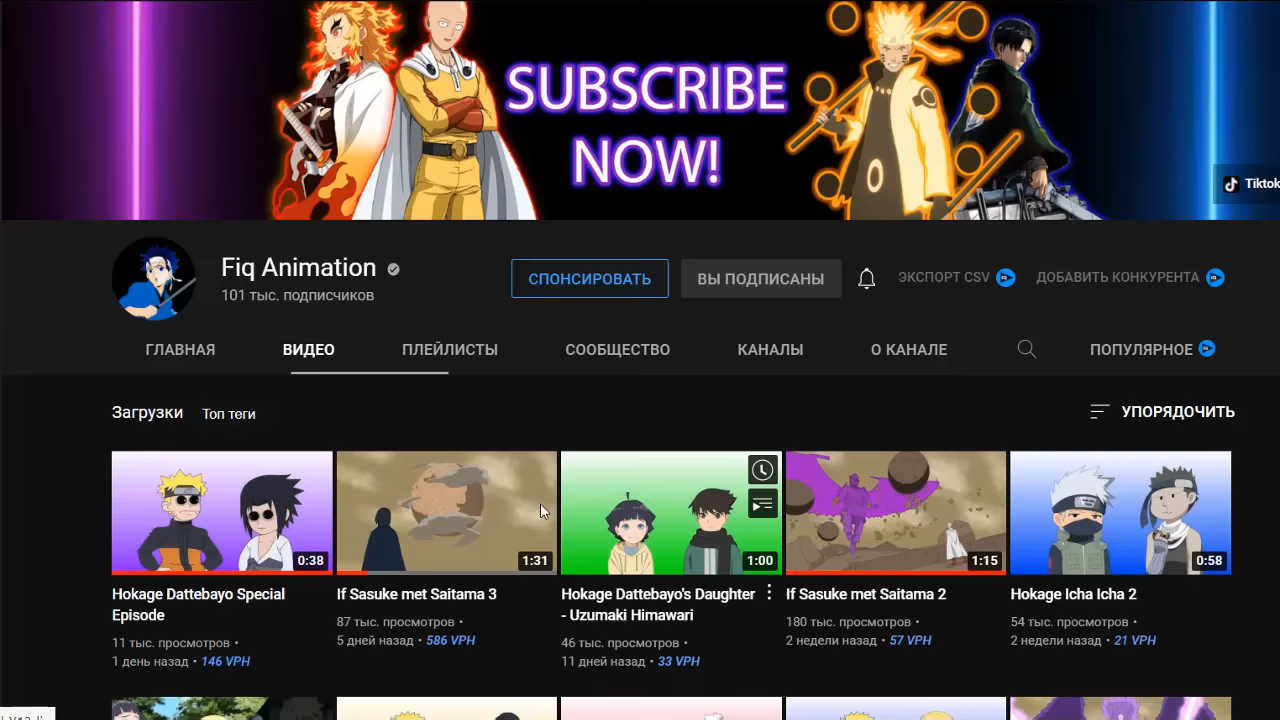 SUBSCRIBE
NOW!
Tiktok
Fiq Animation
101 тыс. подписчиков
СПОНСИРОВАТЬ
ВЫ ПОДПИСАНЫ
ЭКСПОРТ CSV
ДОБАВИТЬ КОНКУРЕНТА
ГЛАВНАЯ
ВИДЕО
ПЛЕЙЛИСТЫ
СООБЩЕСТВО
КАНАЛЫ
О КАНАЛЕ
ПОПУЛЯРНОЕ
Загрузки
Топ теги
УПОРЯДОЧИТЬ
0:38
1:31
1:00
1:15
0:58
Hokage Dattebayo Special
Episode
11 тыс. просмотров •
1 день назад • 146 VPH
If Sasuke met Saitama 3
87 тыс. просмотров •
5 дней назад • 586 VPH
Hokage Dattebayo's Daughter
- Uzumaki Himawari
46 тыс. просмотров •
11 дней назад • 33 VPH
If Sasuke met Saitama 2
180 тыс. просмотров •
2 недели назад • 57 VPH
Hokage Icha Icha 2
54 тыс. просмотров •
2 недели назад • 21 VPH